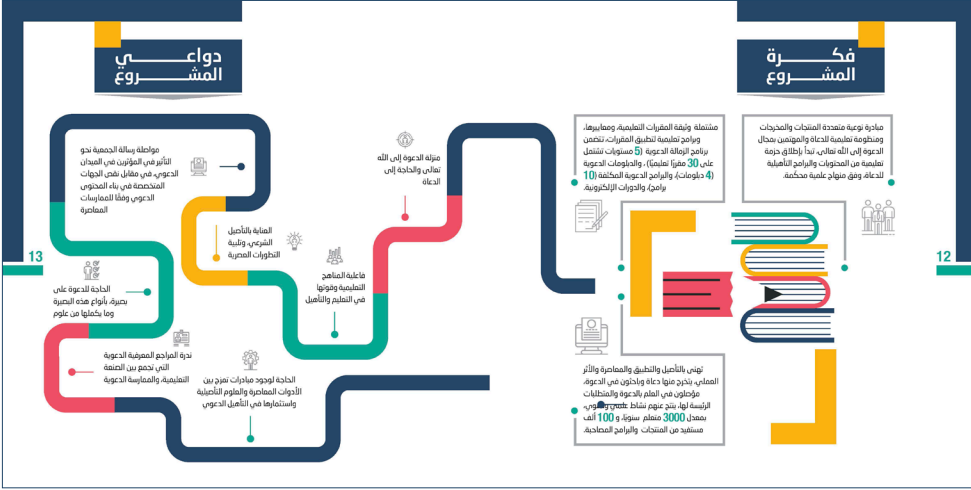 فكـــرة
المشـــروع
مبادرة نوعية متعددة المنتجات والمخرجات
ومنظومة تعليمية للدعاة والمهتمين بمجال
الدعوة إلى الله تعالى، تبدأ بإطلاق حزمة
تعليمية من المحتويات والبرامج التأهيلية
للدعاة، وفق منهاج علمية محكّمة.
مشتملة وثيقة المقررات التعليمية، ومعاييرها،
وبرامج تعليمية لتطبيق المقررات، تتضمن
برنامج الزمالة الدعوية (5 مستويات تشتمل
على 30 مقررًا تعليميًا) ، والدبلومات الدعوية
(4 دبلومات)، والبرامج الدعوية المكثفة (10
برامج)، والدورات الإلكترونية.
تُعنى بالتأصيل والتطبيق والمعاصرة والأثر
العملي، يتخرج منها دعاة وباحثون في الدعوة،
مؤصلون في العلم بالدعوة والمتطلبات
الرئيسة لها، ينتج عنهم نشاط علمي ودعوي،
بمعدل 3000 متعلم سنويًا، و 100 ألف
مستفيد من المنتجات والبرامج المصاحبة.
12
دواعـــي
المشـــروع
منزلة الدعوة إلى الله
تعالى والحاجة إلى
الدعاة
فاعلية المناهج
التعليمية وقوتها
في التعليم والتأهيل
العناية بالتأصيل
الشرعي، وتلبية
التطورات العصرية
مواصلة رسالة الجمعية نحو
التأثير في المؤثرين في الميدان
الدعوي، في مقابل نقص الجهات
المتخصصة في بناء المحتوى
الدعوي وفقًا للممارسات
المعاصرة
الحاجة للدعوة على
بصيرة، بأنواع هذه البصيرة
وما يكملها من علوم
ندرة المراجع المعرفية الدعوية
التي تجمع بين الصنعة
التعليمية، والممارسة الدعوية
الحاجة لوجود مبادرات تمزج بين
الأدوات المعاصرة والعلوم التأصيلية
واستثمارها في التأهيل الدعوي
13